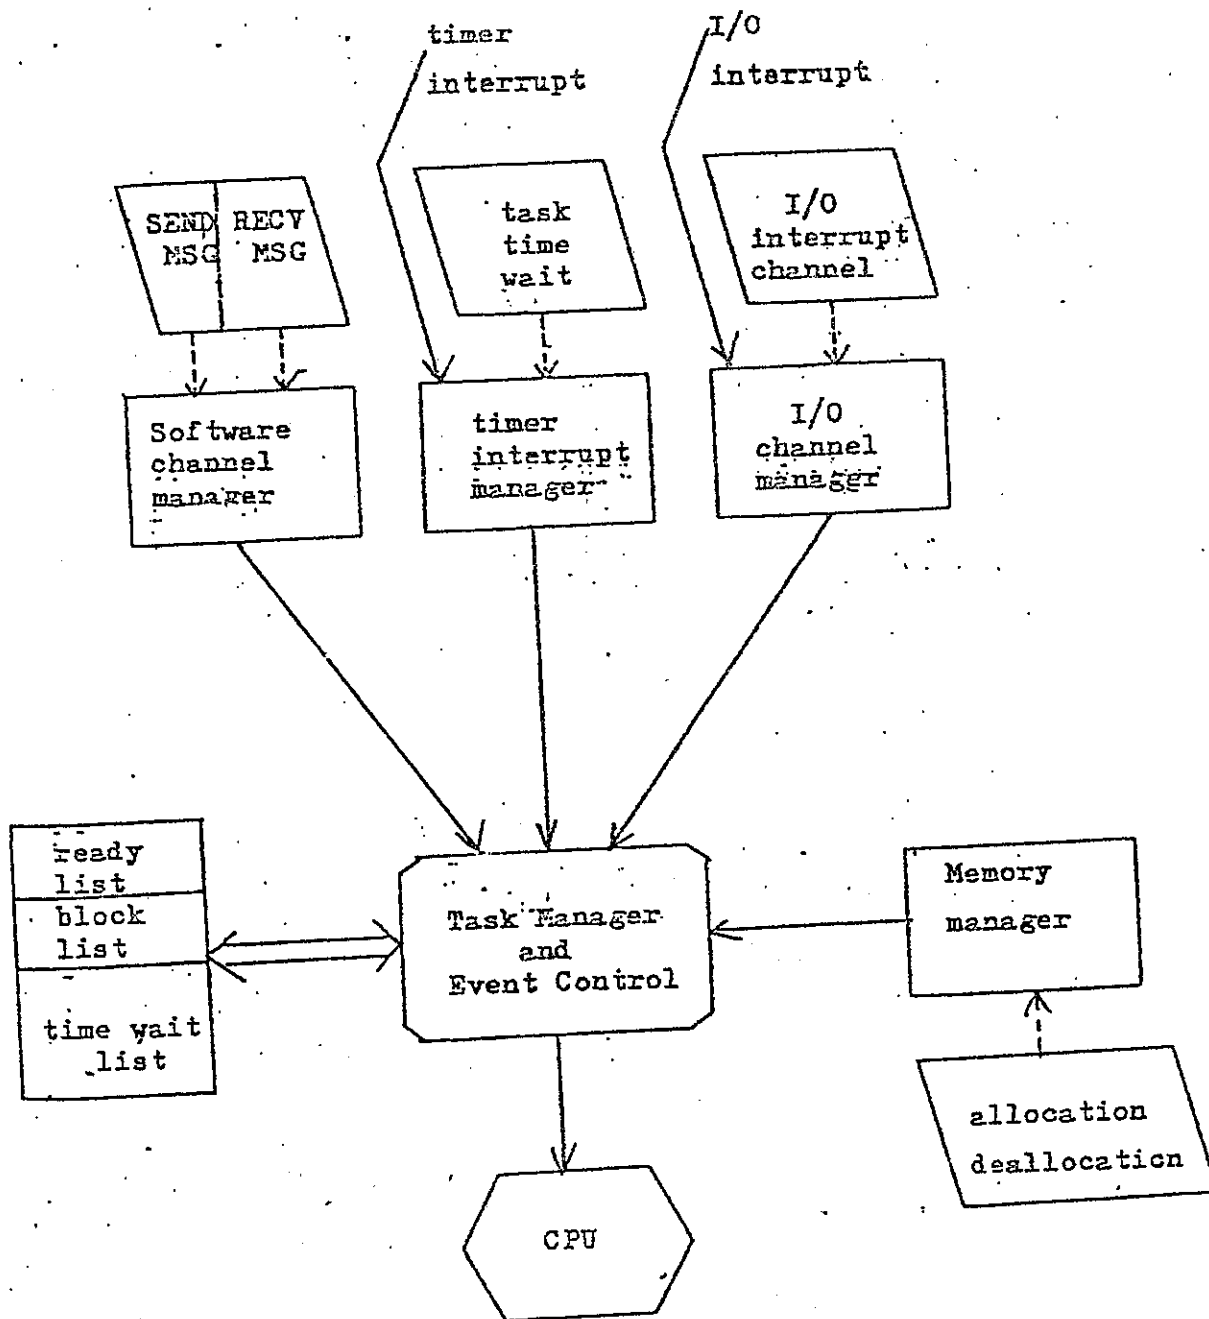 timer
interrupt
I/O
interrupt
SEND
MSG
RECV
MSG
task
time
wait
I/O
interrupt
channel
Software
channel
manager
timer
interrupt
manager
I/O
channel
manager
ready
list
block
list
time wait
list
Task Manager
and
Event Control
Memory
manager
allocation
deallocation
CPU